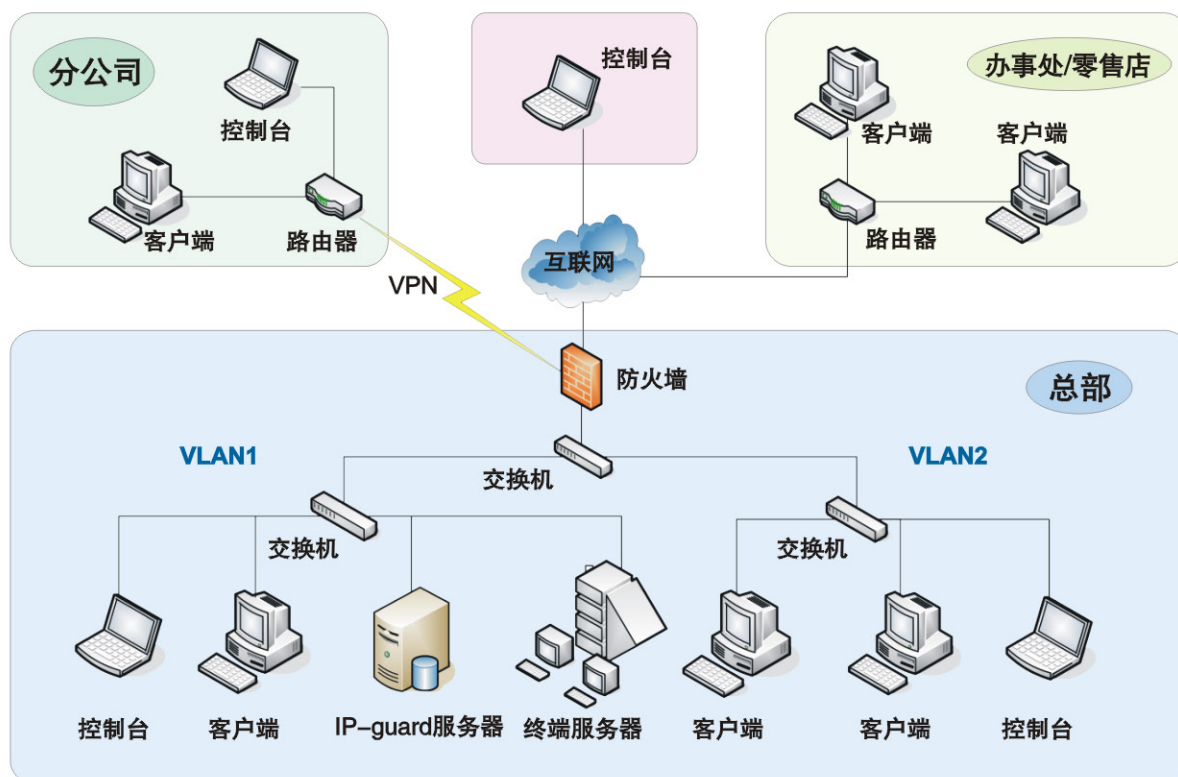 分公司
控制台
客户端
路由器
控制台
办事处/零售店
客户端
客户端
路由器
互联网
VPN
防火墙
总部
VLAN1
VLAN2
交换机
交换机
交换机
控制台
客户端
IP-guard服务器
终端服务器
客户端
客户端
控制台